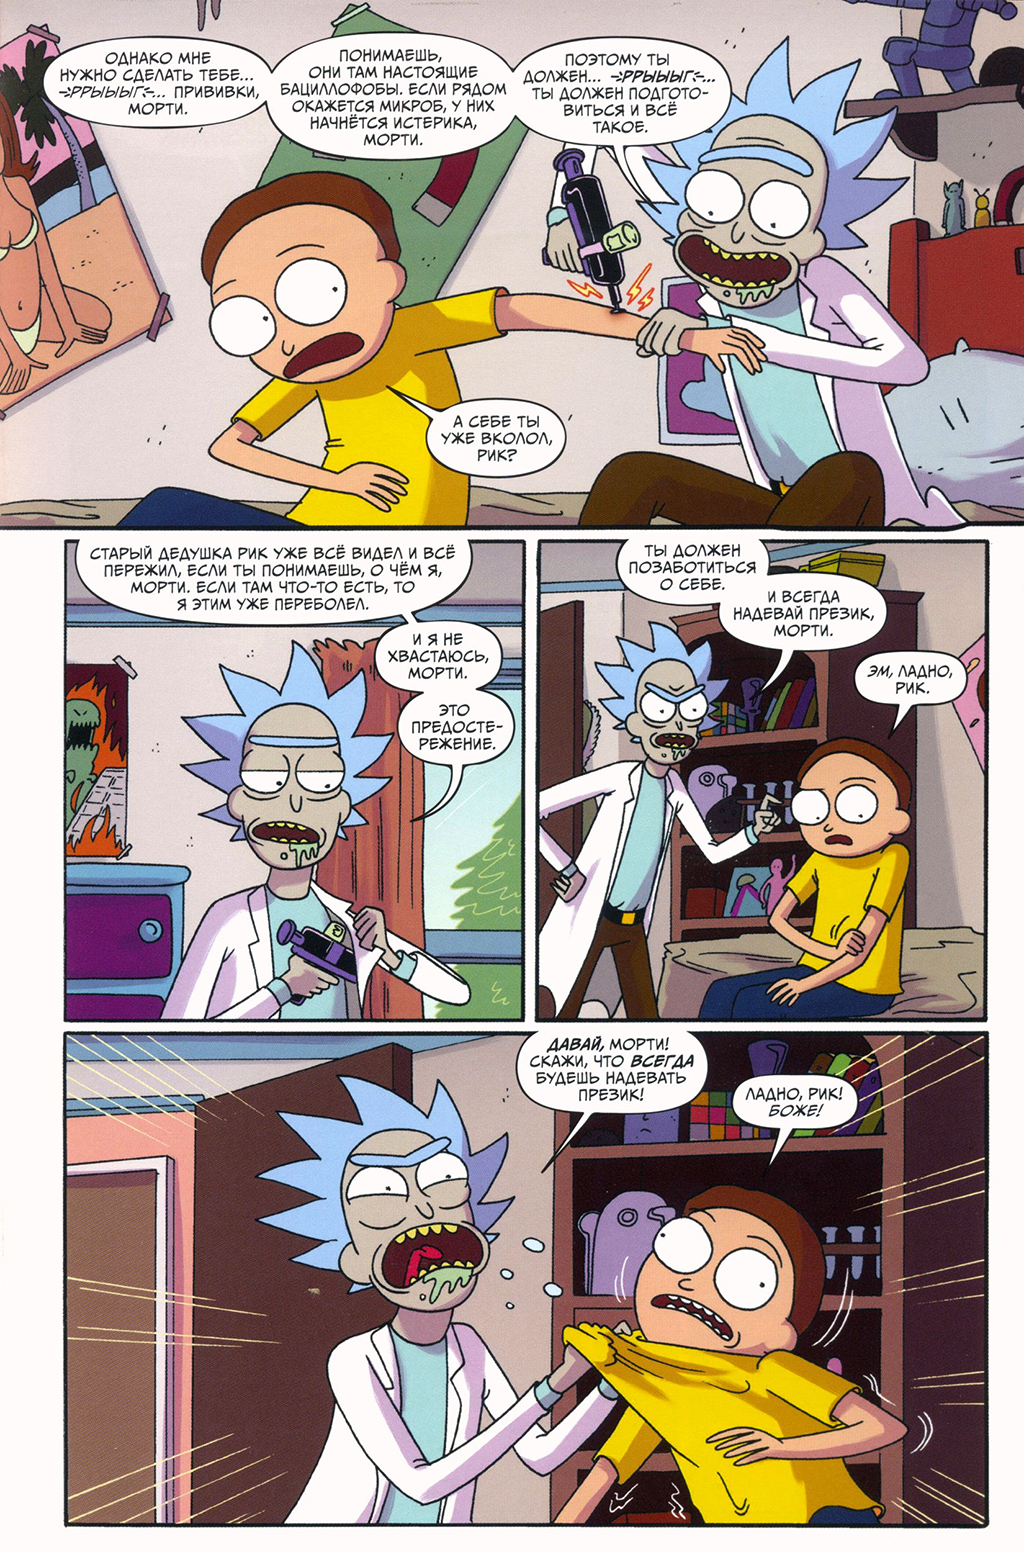 ОДНАКО МНЕ
НУЖНО СДЕЛАТЬ ТЕБЕ...
-РРЫЫЫГ-... ПРИВИВКИ,
МОРТИ.
ПОНИМАЕШЬ,
ОНИ ТАМ НАСТОЯЩИЕ
БАЦИЛЛОФОБЫ. ЕСЛИ РЯДОМ
ОКАЖЕТСЯ МИКРОБ, У НИХ
НАЧНЁТСЯ ИСТЕРИКА,
МОРТИ.
ПОЭТОМУ ТЫ
ДОЛЖЕН... -РРЫЫЫГ-...
ТЫ ДОЛЖЕН ПОДГОТО-
ВИТЬСЯ И ВСЁ
ТАКОЕ.
А СЕБЕ ТЫ
УЖЕ ВКОЛОЛ,
РИК?
СТАРЫЙ ДЕДУШКА РИК УЖЕ ВСЁ ВИДЕЛ И ВСЁ
ПЕРЕЖИЛ, ЕСЛИ ТЫ ПОНИМАЕШЬ, О ЧЁМ Я,
МОРТИ. ЕСЛИ ТАМ ЧТО-ТО ЕСТЬ, ТО
Я ЭТИМ УЖЕ ПЕРЕБОЛЕЛ.
И Я НЕ
ХВАСТАЮСЬ,
МОРТИ.
ЭТО
ПРЕДОСТЕ-
РЕЖЕНИЕ.
ТЫ ДОЛЖЕН
ПОЗАБОТИТЬСЯ
О СЕБЕ.
И ВСЕГДА
НАДЕВАЙ ПРЕЗИК,
МОРТИ.
ЭМ, ЛАДНО,
РИК.
ДАВАЙ, МОРТИ!
СКАЖИ, ЧТО ВСЕГДА
БУДЕШЬ НАДЕВАТЬ
ПРЕЗИК!
ЛАДНО, РИК!
БОЖЕ!